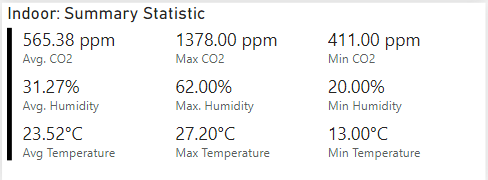 Indoor: Summary Statistic
565.38 ppm 1378.00 ppm 411.00 ppm
Avg. CO2 Max CO2 Min CO2
31.27% 62.00% 20.00%
Avg. Humidity Max. Humidity Min Humidity
23.52°C 27.20°C 13.00°C
Avg Temperature Max Temperature Min Temperature